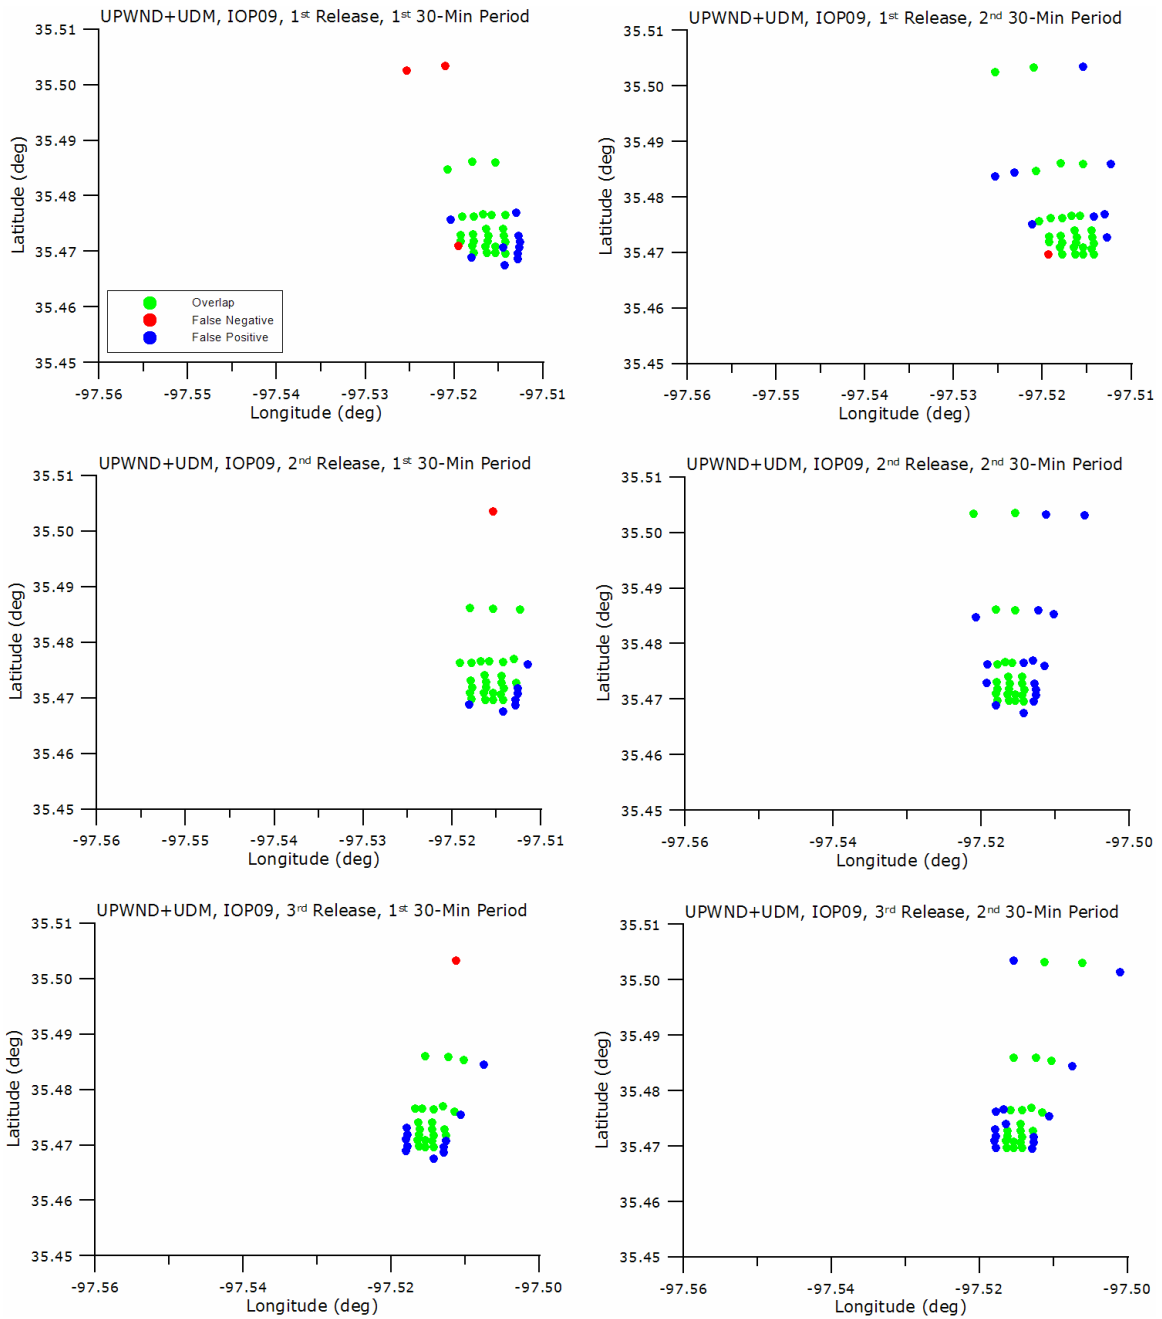 UPWND+UDM, IOP09, 1st Release, 1st 30-Min Period
35.51
35.50
35.49
35.48
35.47
35.46
35.45
Latitude (deg)
Overlap
False Negative
False Positive
-97.56 -97.55 -97.54 -97.53 -97.52 -97.51
Longitude (deg)
UPWND+UDM, IOP09, 1st Release, 2nd 30-Min Period
35.51
35.50
35.49
35.48
35.47
35.46
35.45
Latitude (deg)
-97.56 -97.55 -97.54 -97.53 -97.52 -97.51
Longitude (deg)
UPWND+UDM, IOP09, 2nd Release, 1st 30-Min Period
35.51
35.50
35.49
35.48
35.47
35.46
35.45
Latitude (deg)
-97.56 -97.55 -97.54 -97.53 -97.52 -97.51
Longitude (deg)
UPWND+UDM, IOP09, 2nd Release, 2nd 30-Min Period
35.51
35.50
35.49
35.48
35.47
35.46
35.45
Latitude (deg)
-97.56 -97.54 -97.52 -97.50
Longitude (deg)
UPWND+UDM, IOP09, 3rd Release, 1st 30-Min Period
35.51
35.50
35.49
35.48
35.47
35.46
35.45
Latitude (deg)
-97.56 -97.54 -97.52 -97.50
Longitude (deg)
UPWND+UDM, IOP09, 3rd Release, 2nd 30-Min Period
35.51
35.50
35.49
35.48
35.47
35.46
35.45
Latitude (deg)
-97.56 -97.54 -97.52 -97.50
Longitude (deg)